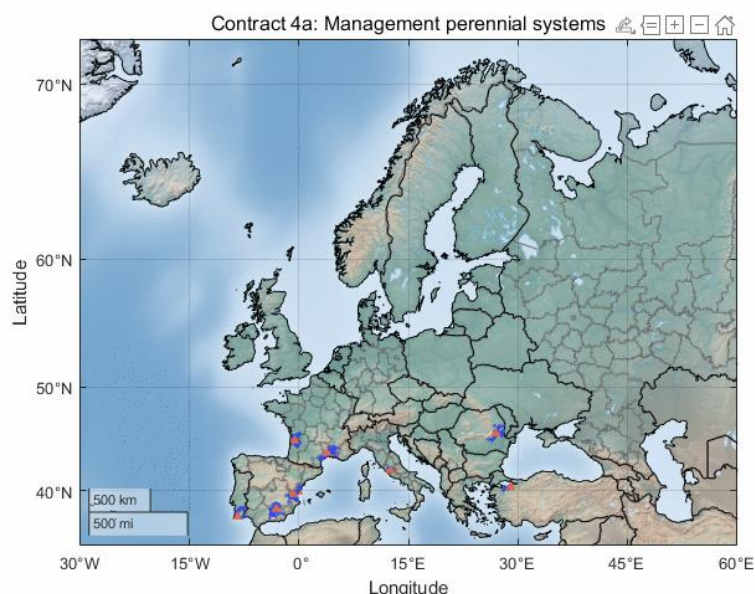 Contract 4a: Management perennial systems
70°N
60°N
50°N
40°N
Latitude
500 km
500 mi
30°W 15°W 0° 15°E 30°E 45°E 60°E
Longitude